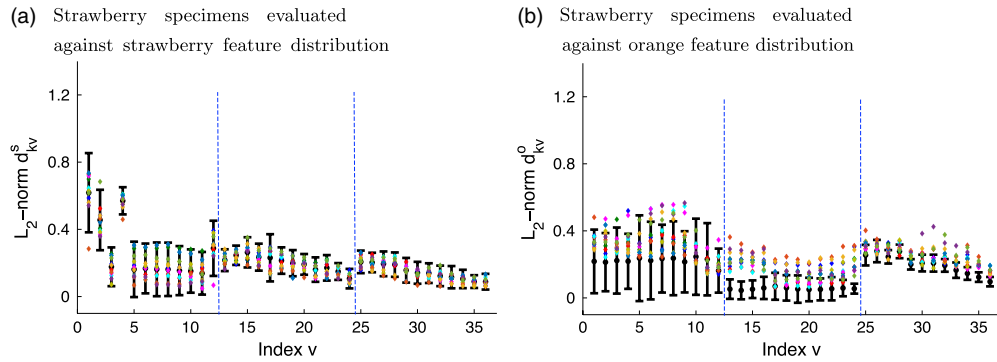 (a) Strawberry specimens evaluated
against strawberry feature distribution
L2-norm d^s_kv
1.2
0.8
0.4
0
0 5 10 15 20 25 30 35
Index v
(b) Strawberry specimens evaluated
against orange feature distribution
L2-norm d^o_kv
1.2
0.8
0.4
0
0 5 10 15 20 25 30 35
Index v